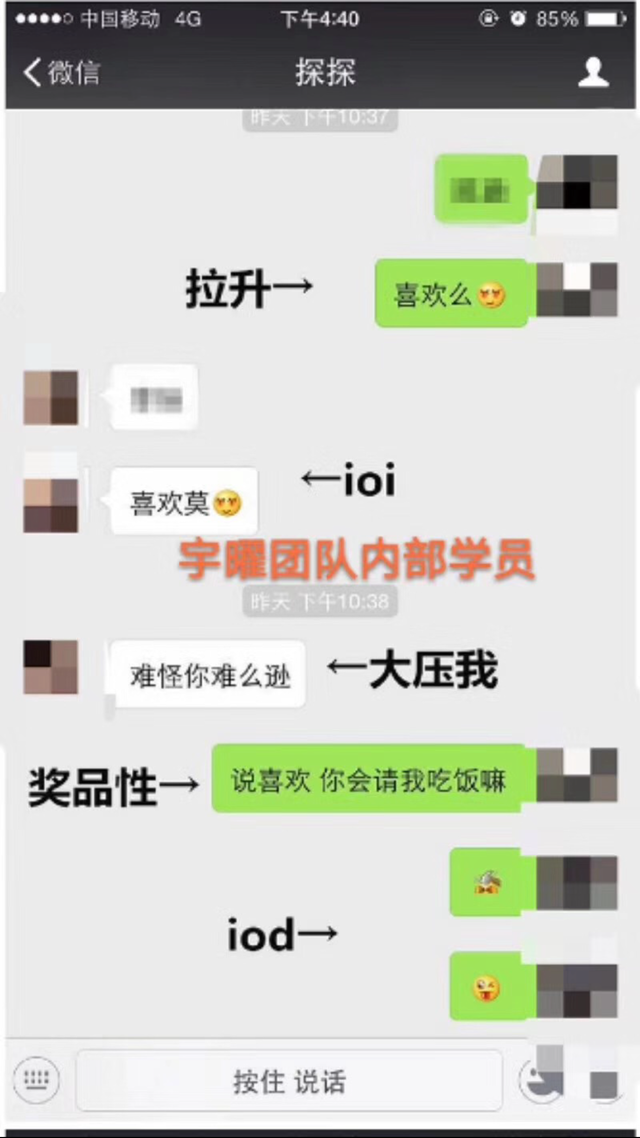 中国移动 4G 下午4:40 85%
微信 探探
昨天 下午10:37
拉升→ 喜欢么
喜欢莫 ←ioi
宇曜团队内部学员
昨天 下午10:38
难怪你难么逊 ←大压我
奖品性→ 说喜欢 你会请我吃饭嘛
iod→
按住 说话